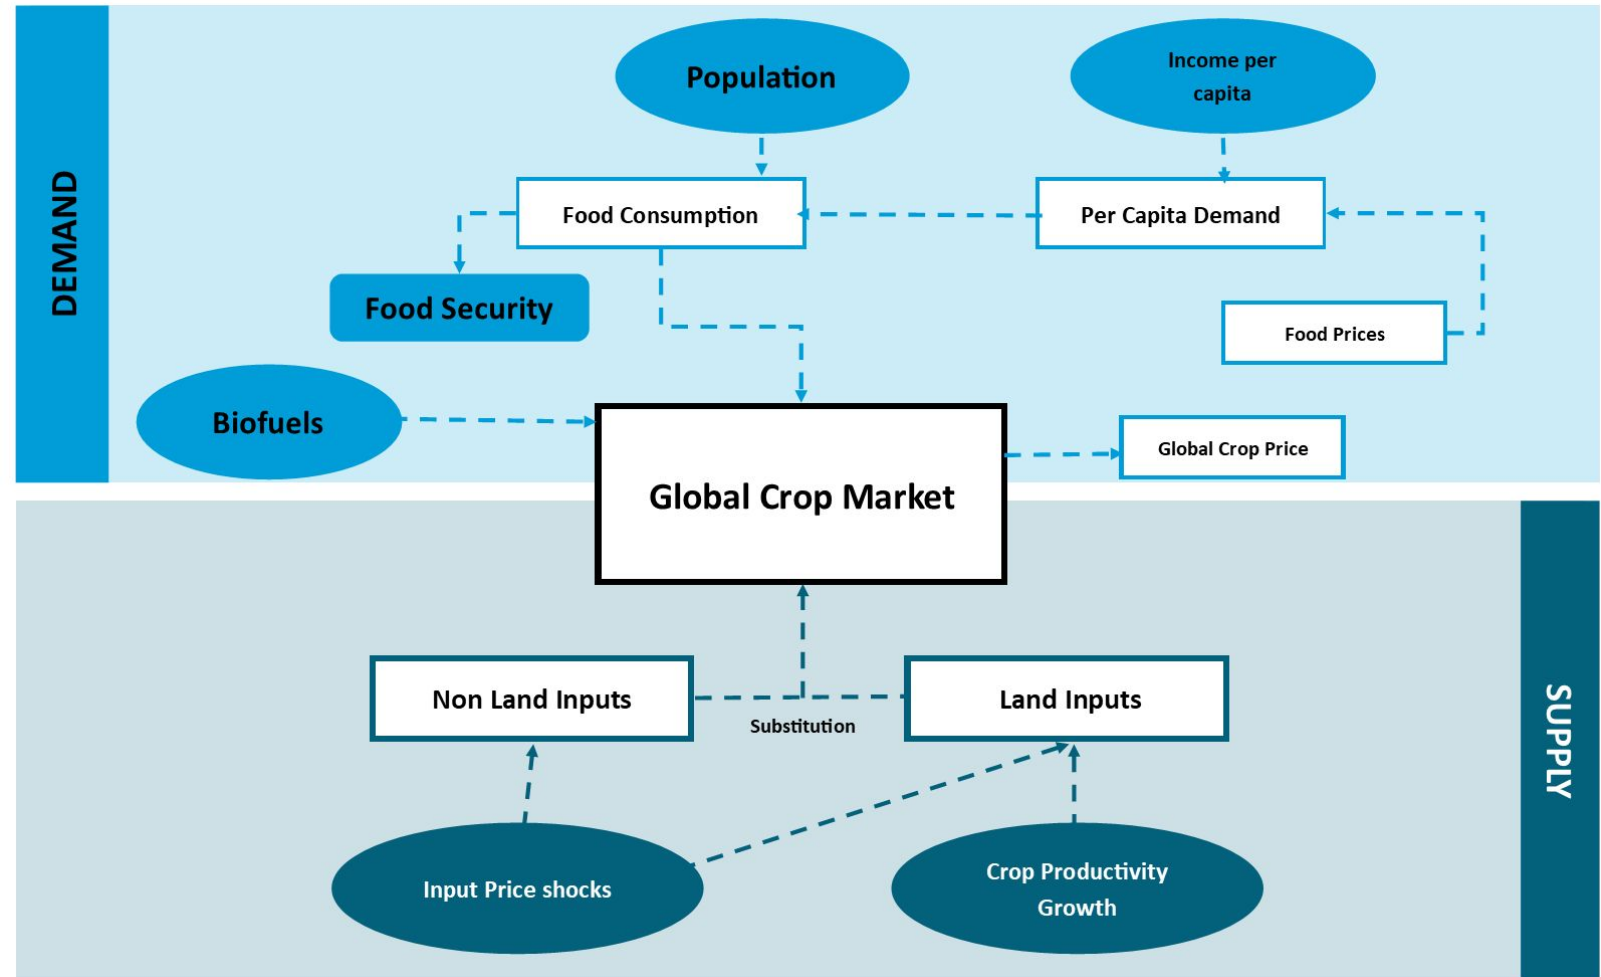 DEMAND
Population
Income per
capita
Food Consumption
Per Capita Demand
Food Security
Food Prices
Biofuels
Global Crop Price
Global Crop Market
SUPPLY
Non Land Inputs
Substitution
Land Inputs
Input Price shocks
Crop Productivity
Growth